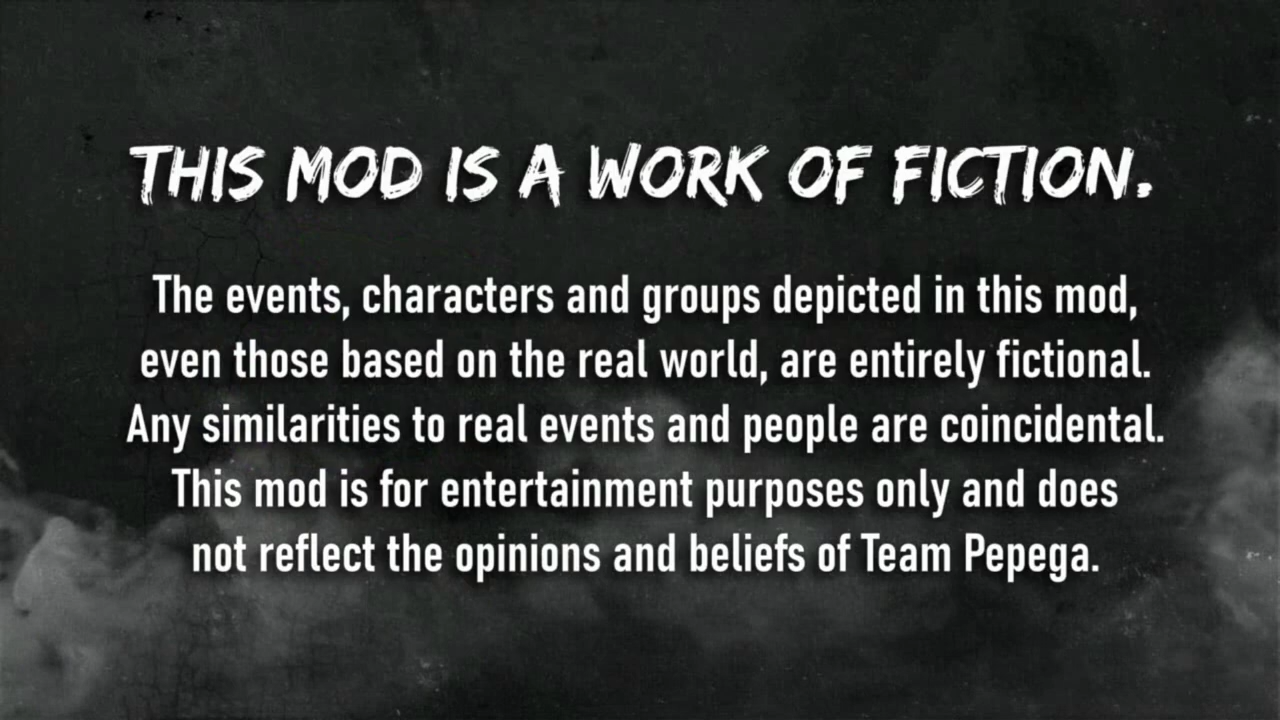 THIS MOD IS A WORK OF FICTION.
The events, characters and groups depicted in this mod,
even those based on the real world, are entirely fictional.
Any similarities to real events and people are coincidental.
This mod is for entertainment purposes only and does
not reflect the opinions and beliefs of Team Pepega.